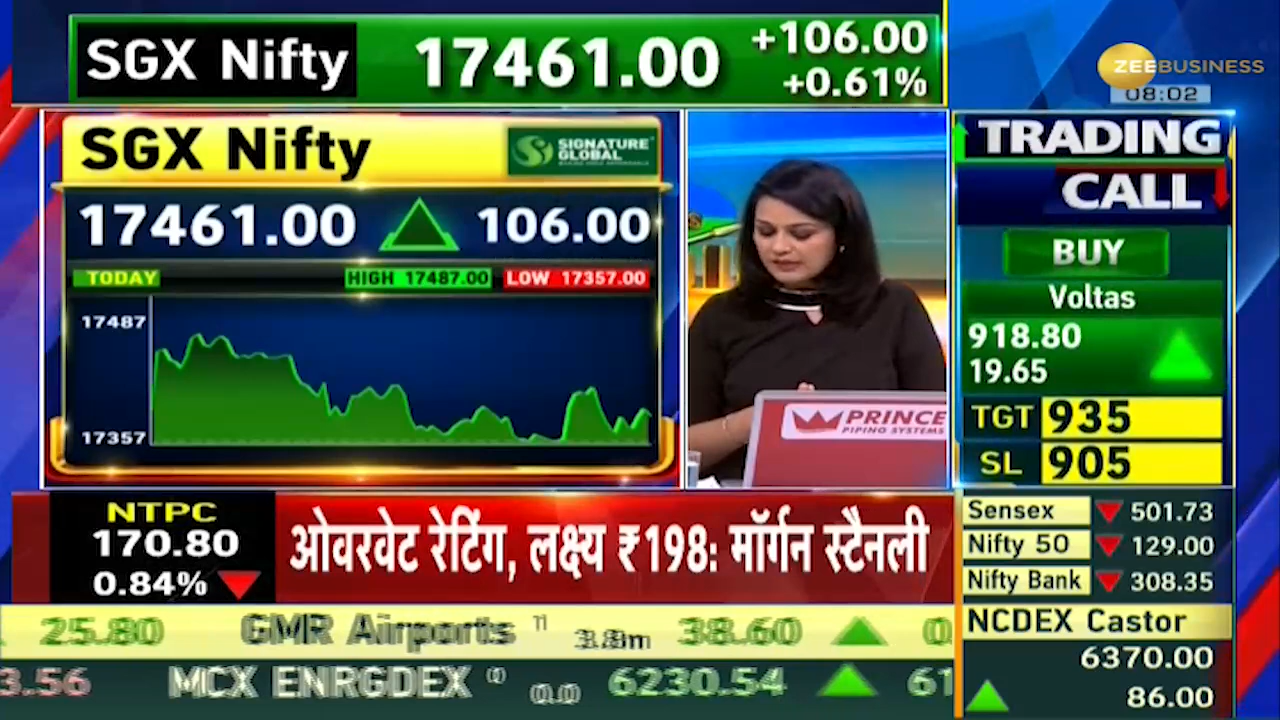 SGX Nifty
17461.00
+106.00
+0.61%
ZEEBUSINESS
08:02
SGX Nifty
SIGNATURE GLOBAL
17461.00 106.00
TODAY
HIGH 17487.00
LOW 17357.00
17487
17357
PRINCE
PIPING SYSTEMS
TRADING
CALL
BUY
Voltas
918.80
19.65
TGT 935
SL 905
NTPC
170.80
0.84%
ओवरवेट रेटिंग, लक्ष्य ₹198: मॉर्गन स्टैनली
Sensex 501.73
Nifty 50 129.00
Nifty Bank 308.35
NCDEX Castor
6370.00
86.00
25.80 GMR Airports 38.60
3.56 MCX ENRGDEX 6230.54 61